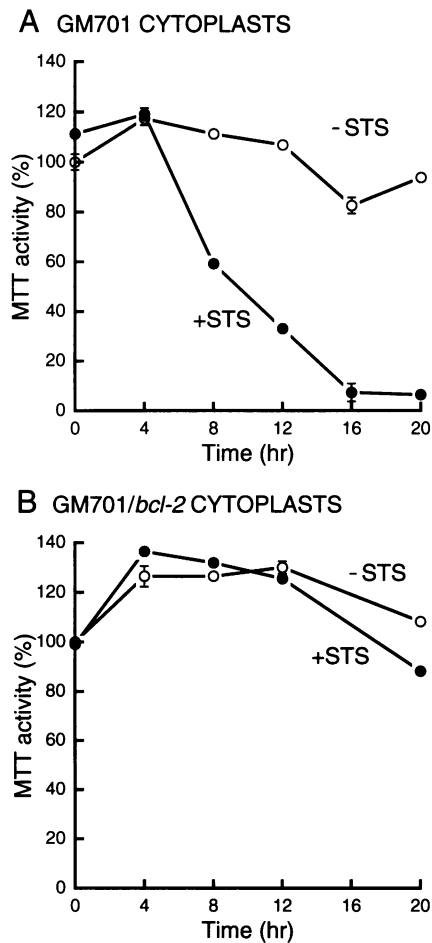 A GM701 CYTOPLASTS
140
120
100
80
60
40
20
0
MTT activity (%)
- STS
+STS
0 4 8 12 16 20
Time (hr)
B GM701/bcl-2 CYTOPLASTS
140
120
100
80
60
40
20
0
MTT activity (%)
- STS
+STS
0 4 8 12 16 20
Time (hr)